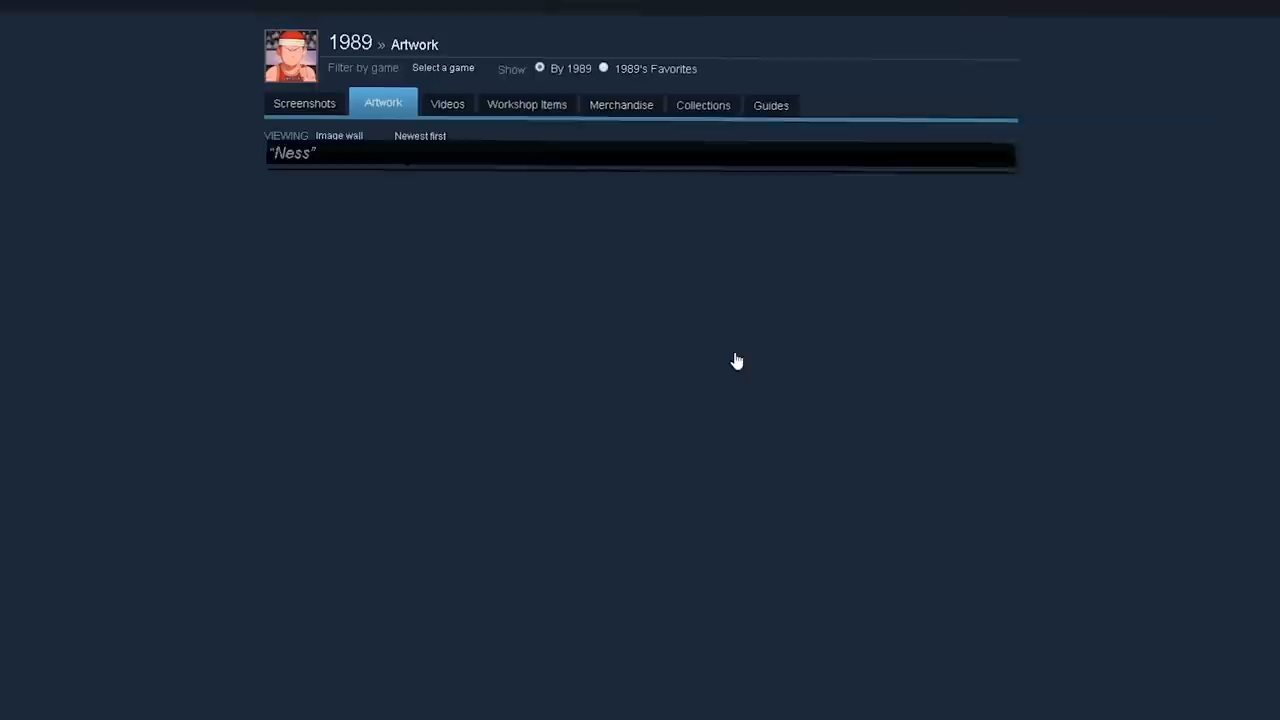 1989 » Artwork
Filter by game: Select a game Show: By 1989 1989's Favorites
Screenshots Artwork Videos Workshop Items Merchandise Collections Guides
VIEWING Image wall Newest first
"Ness"